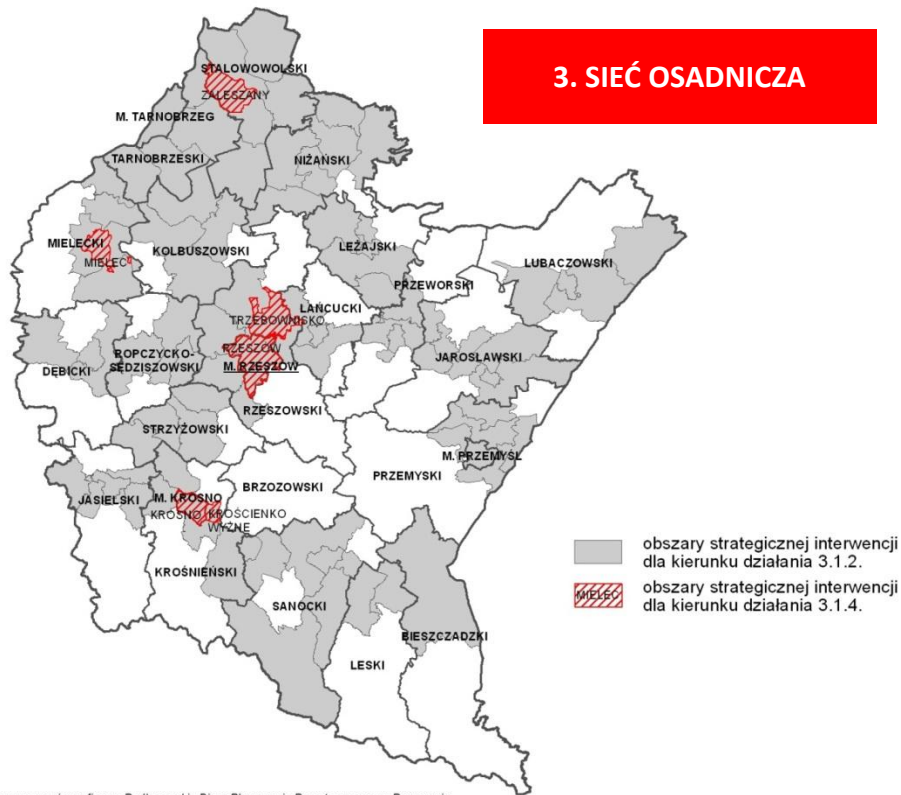 3. SIEĆ OSADNICZA
STALOWOWOLSKI
ZALESZANY
M. TARNOBRZEG
TARNOBRZESKI
NIŻAŃSKI
MIELECKI
MIELEC
KOLBUSZOWSKI
LEŻAJSKI
LUBACZOWSKI
PRZEWORSKI
ŁAŃCUCKI
TRZEBOWNISKO
RZESZÓW
M. RZESZÓW
JAROSŁAWSKI
ROPCZYCKO-
SĘDZISZOWSKI
DĘBICKI
RZESZOWSKI
STRZYŻOWSKI
M. PRZEMYŚL
PRZEMYSKI
BRZOZOWSKI
JASIELSKI
M. KROSNO
KROSNO
KROŚCIENKO
WYŻNE
KROŚNIEŃSKI
SANOCKI
BIESZCZADZKI
LESKI
obszary strategicznej interwencji
dla kierunku działania 3.1.2.
MIELEC
obszary strategicznej interwencji
dla kierunku działania 3.1.4.